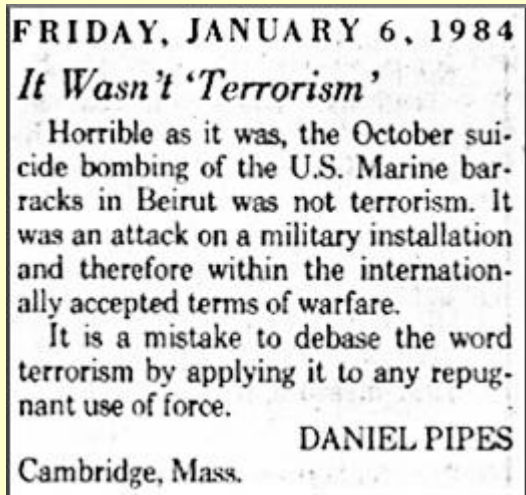 FRIDAY, JANUARY 6, 1984
It Wasn't 'Terrorism'
Horrible as it was, the October sui-
cide bombing of the U.S. Marine bar-
racks in Beirut was not terrorism. It
was an attack on a military installation
and therefore within the internation-
ally accepted terms of warfare.
It is a mistake to debase the word
terrorism by applying it to any repug-
nant use of force.
DANIEL PIPES
Cambridge, Mass.